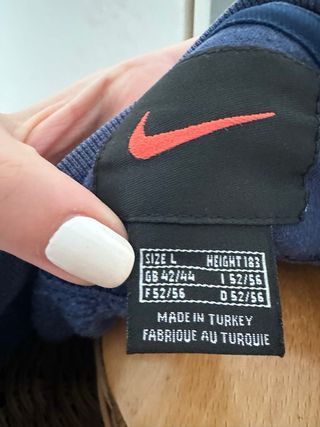 SIZE L HEIGHT 183
GB 42/44 I 52/56
F 52/56 D 52/56
MADE IN TURKEY
FABRIQUE AU TURQUIE